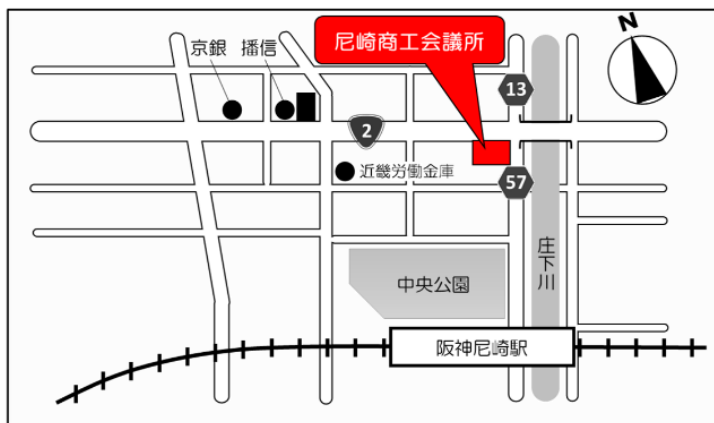 N
尼崎商工会議所
京銀 播信
13
2
近畿労働金庫
57
庄下川
中央公園
阪神尼崎駅